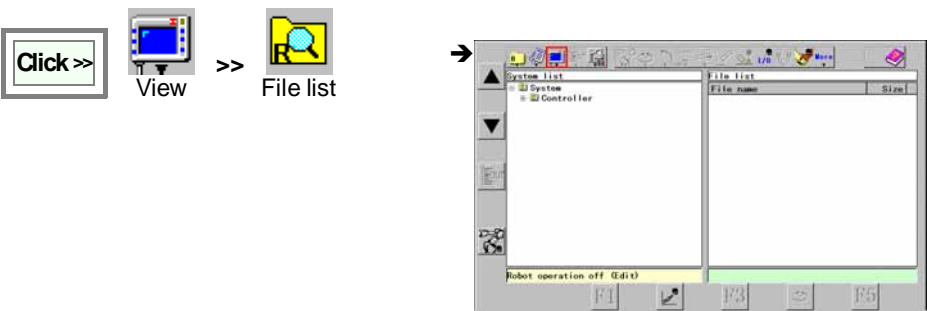 Click >>
View
>>
File list
R
I/O
More
System list
File list
System
File name
Size
Controller
Robot operation off (Edit)
F1
F3
F5